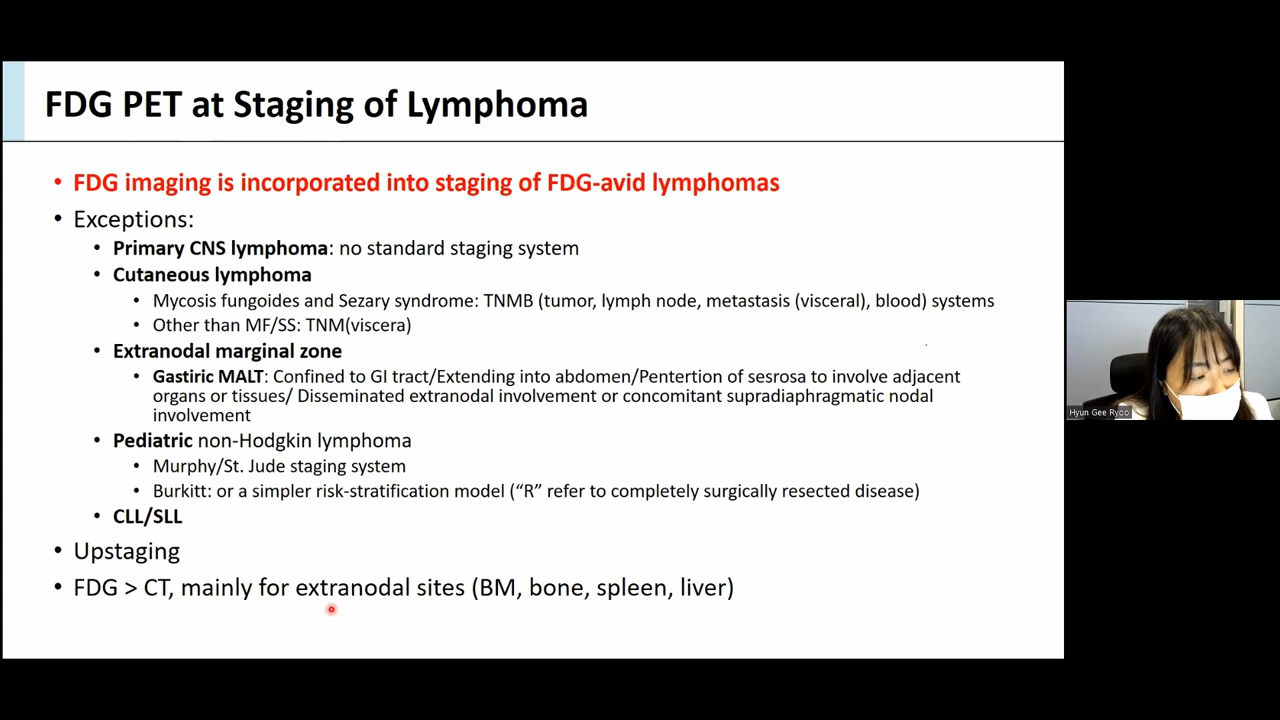 FDG PET at Staging of Lymphoma
• FDG imaging is incorporated into staging of FDG-avid lymphomas
• Exceptions:
• Primary CNS lymphoma: no standard staging system
• Cutaneous lymphoma
• Mycosis fungoides and Sezary syndrome: TNMB (tumor, lymph node, metastasis (visceral), blood) systems
• Other than MF/SS: TNM(viscera)
• Extranodal marginal zone
• Gastiric MALT: Confined to GI tract/Extending into abdomen/Pentertion of sesrosa to involve adjacent
organs or tissues/ Disseminated extranodal involvement or concomitant supradiaphragmatic nodal
involvement
• Pediatric non-Hodgkin lymphoma
• Murphy/St. Jude staging system
• Burkitt: or a simpler risk-stratification model (“R” refer to completely surgically resected disease)
• CLL/SLL
• Upstaging
• FDG > CT, mainly for extranodal sites (BM, bone, spleen, liver)
Hyun Gee Ryoo